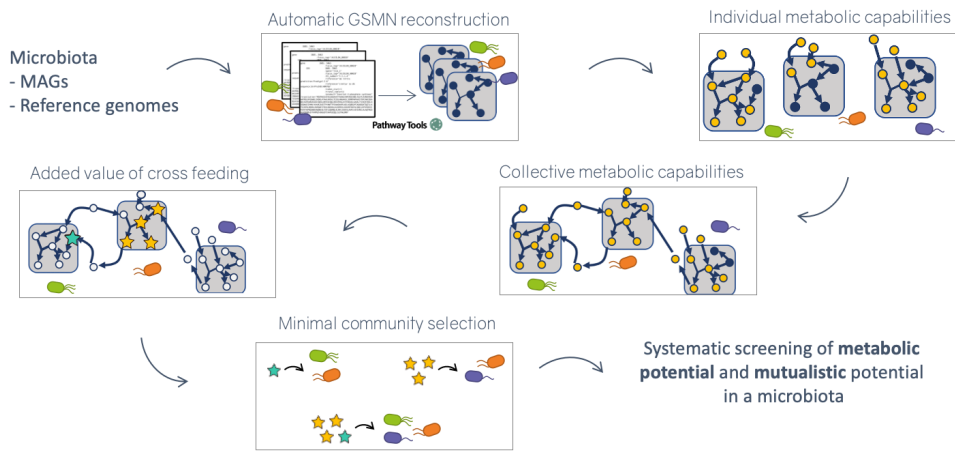 Automatic GSMN reconstruction
Individual metabolic capabilities
Microbiota
- MAGs
- Reference genomes
Pathway Tools
Added value of cross feeding
Collective metabolic capabilities
Minimal community selection
Systematic screening of metabolic
potential and mutualistic potential
in a microbiota